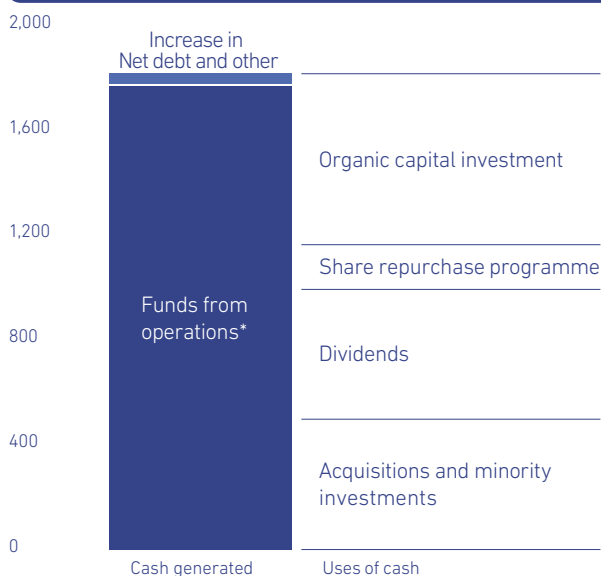 2,000
1,600
1,200
800
400
0
Increase in
Net debt and other
Funds from
operations*
Organic capital investment
Share repurchase programme
Dividends
Acquisitions and minority
investments
Cash generated
Uses of cash